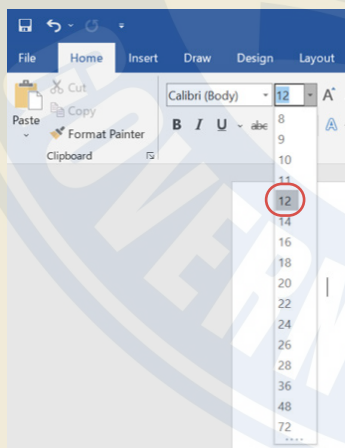 File Home Insert Draw Design Layout
Cut
Copy
Paste
Format Painter
Clipboard
Calibri (Body) 12 A
B I U abc A
8
9
10
11
12
14
16
18
20
22
24
26
28
36
48
72